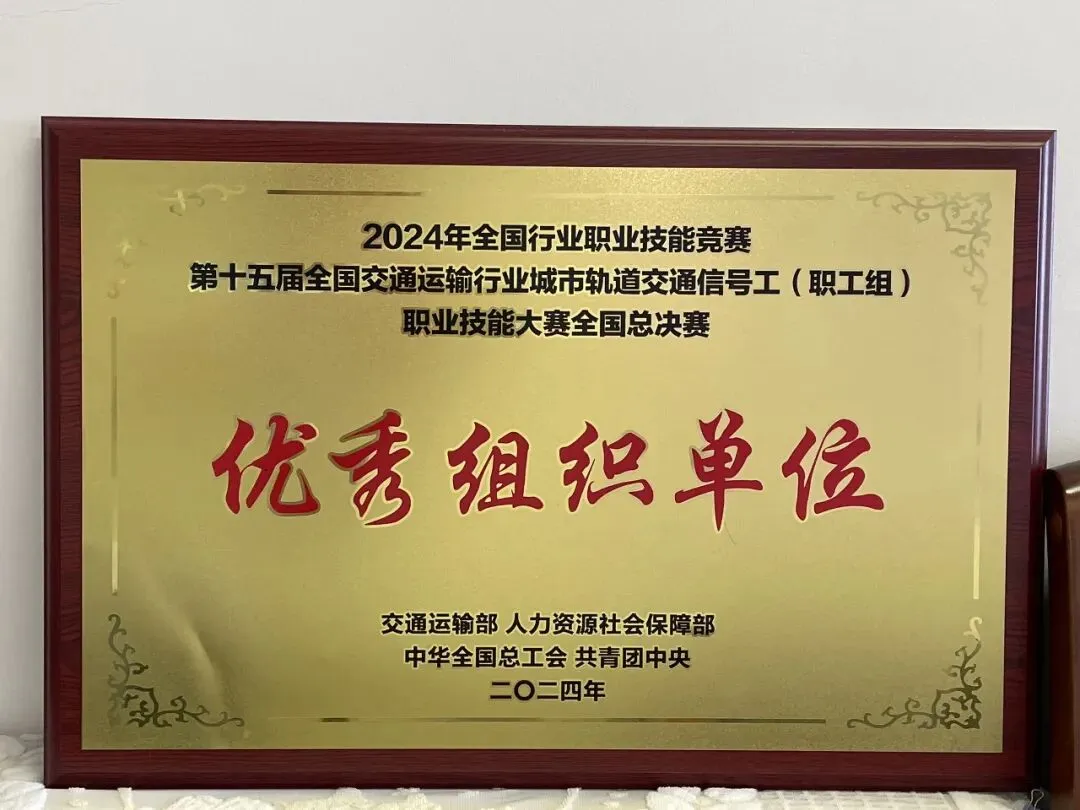 2024年全国行业职业技能竞赛
第十五届全国交通运输行业城市轨道交通信号工（职工组）
职业技能大赛全国总决赛
优秀组织单位
交通运输部 人力资源社会保障部
中华全国总工会 共青团中央
二〇二四年